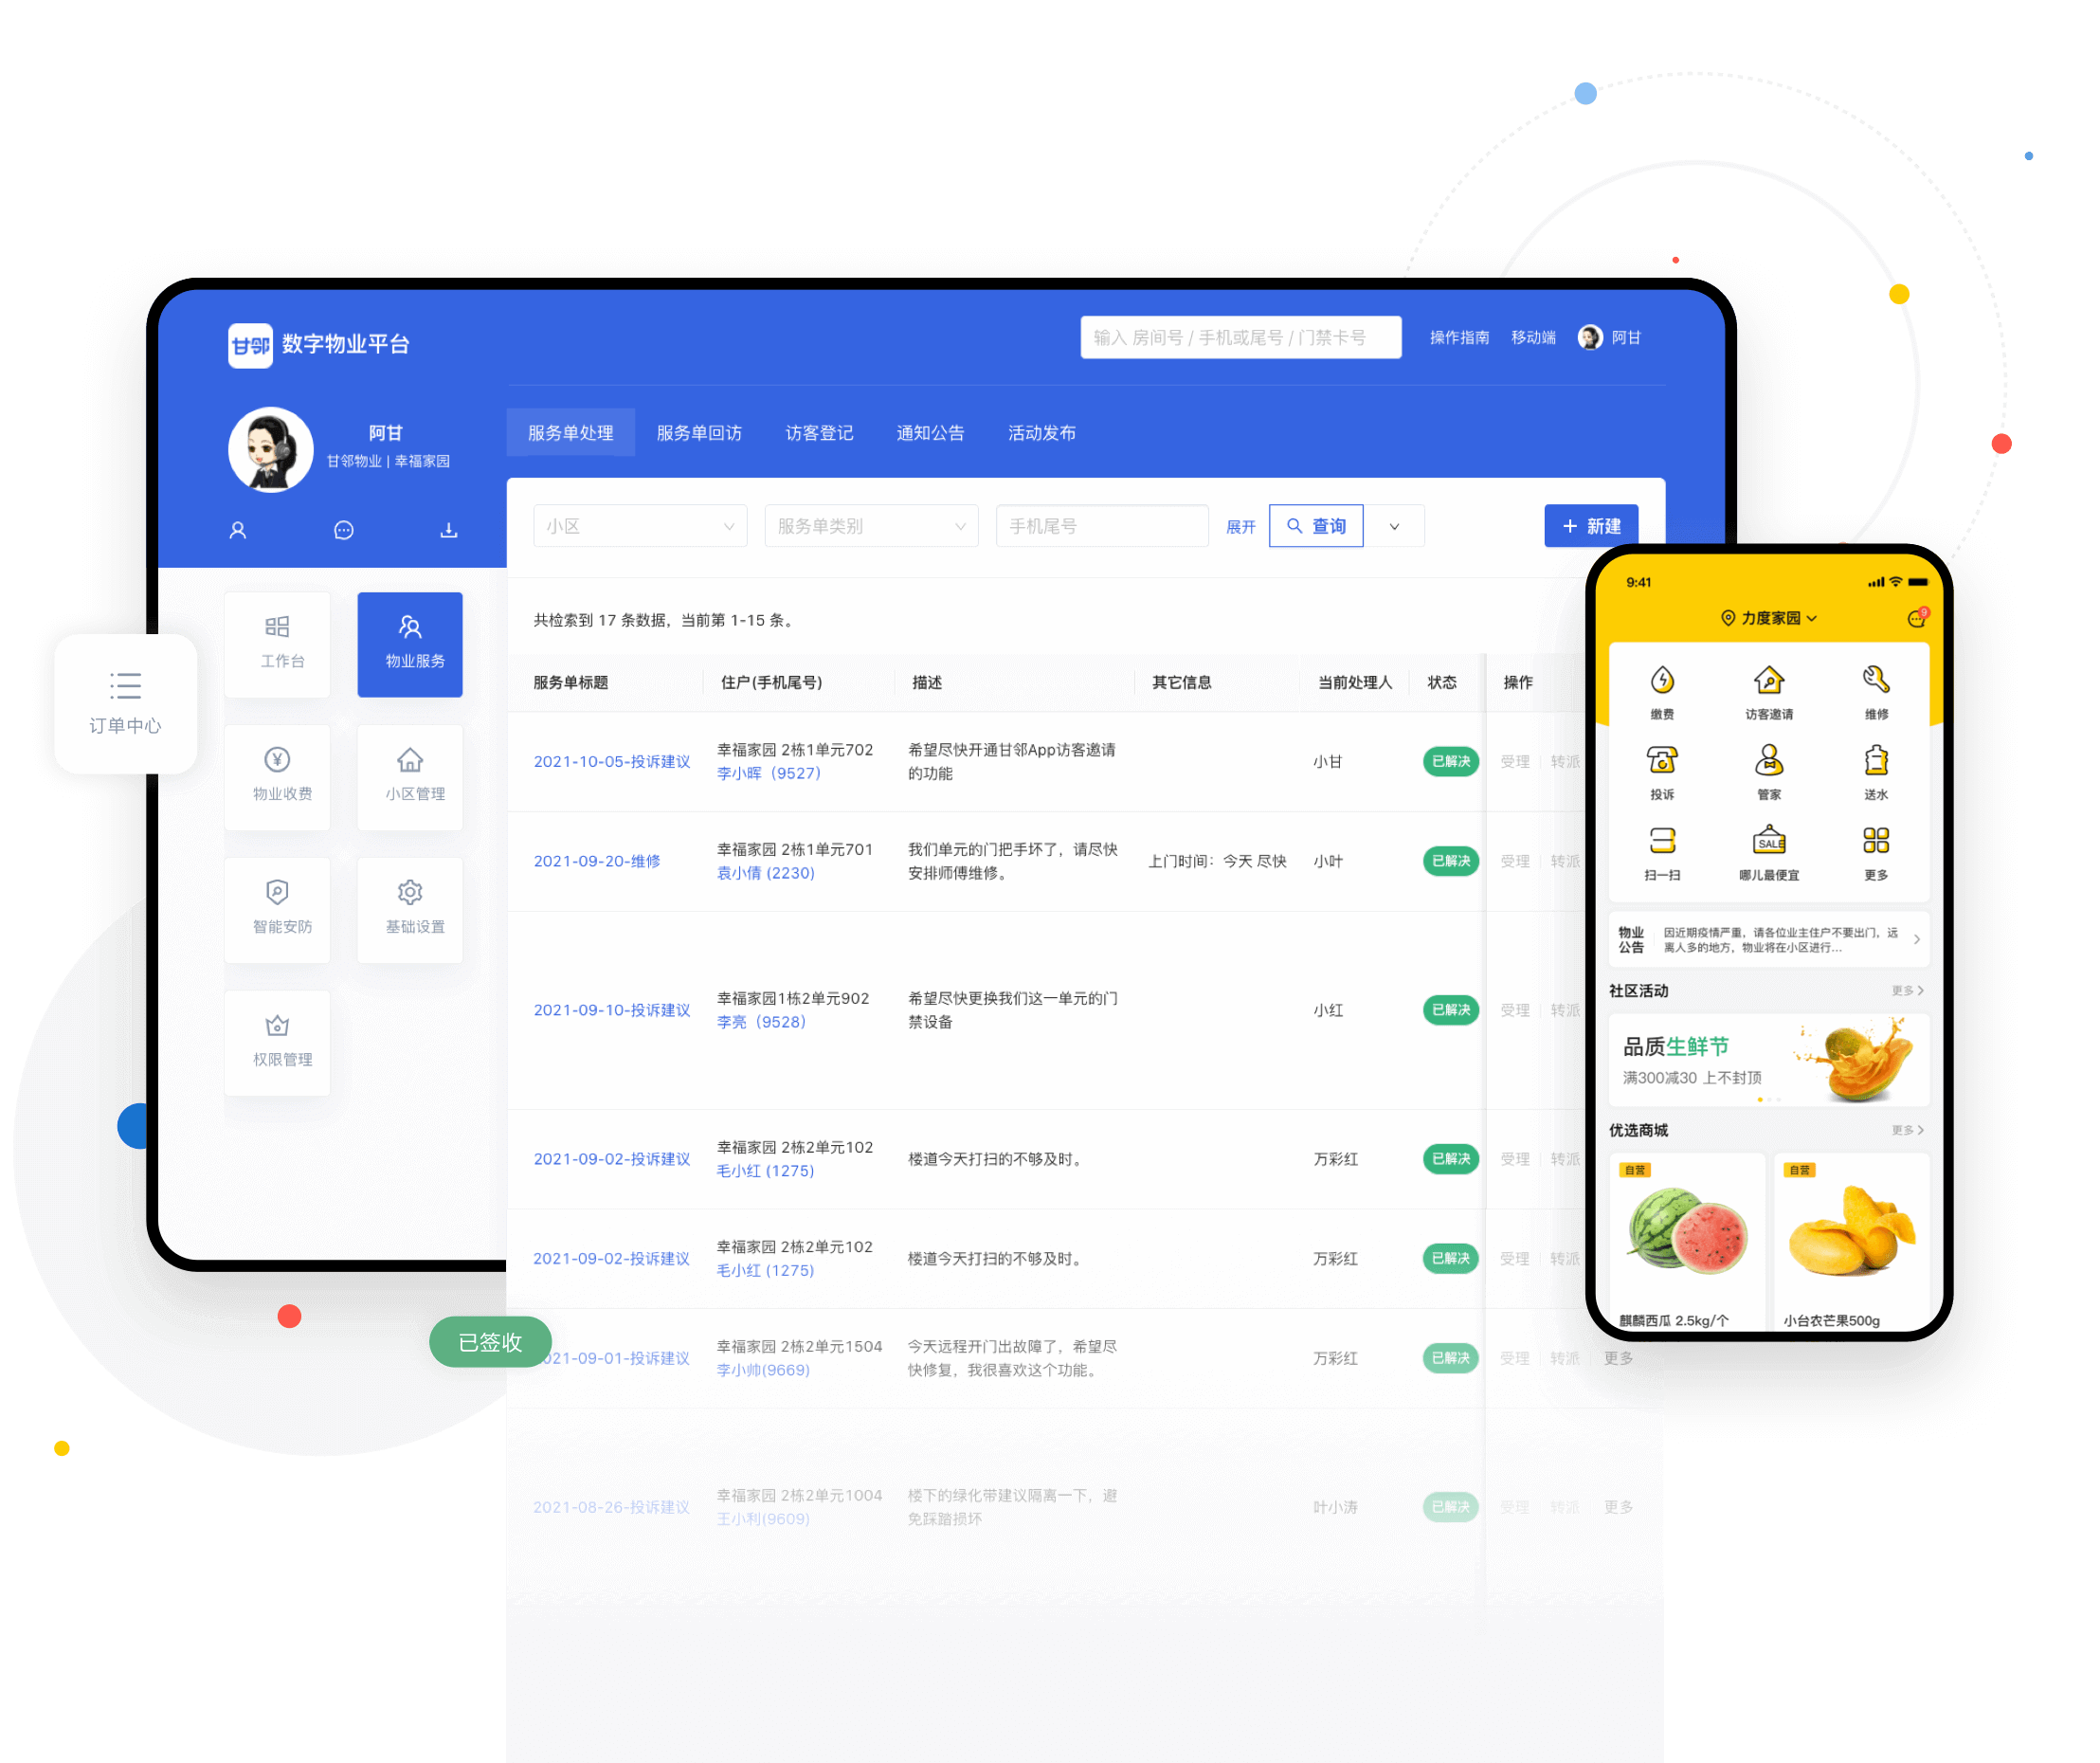 甘邻 数字物业平台
输入 房间号 / 手机或尾号 / 门禁卡号
操作指南 移动端 阿甘
阿甘
甘邻物业 | 幸福家园
服务单处理 服务单回访 访客登记 通知公告 活动发布
小区 服务单类别 手机尾号 展开 查询 新建
订单中心
工作台 物业服务
物业收费 小区管理
智能安防 基础设置
权限管理
共检索到 17 条数据，当前第 1-15 条。
服务单标题 住户(手机尾号) 描述 其它信息 当前处理人 状态 操作
2021-10-05-投诉建议
幸福家园 2栋1单元702
李小晖（9527）
希望尽快开通甘邻App访客邀请
的功能
小甘 已解决 受理 转派
2021-09-20-维修
幸福家园 2栋1单元701
袁小倩 (2230)
我们单元的门把手坏了，请尽快
安排师傅维修。
上门时间：今天 尽快
小叶 已解决 受理 转派
2021-09-10-投诉建议
幸福家园1栋2单元902
李亮（9528）
希望尽快更换我们这一单元的门
禁设备
小红 已解决 受理 转派
2021-09-02-投诉建议
幸福家园 2栋2单元102
毛小红 (1275)
楼道今天打扫的不够及时。
万彩红 已解决 受理 转派
2021-09-02-投诉建议
幸福家园 2栋2单元102
毛小红 (1275)
楼道今天打扫的不够及时。
万彩红 已解决 受理 转派
已签收
021-09-01-投诉建议
幸福家园 2栋2单元1504
李小帅(9669)
今天远程开门出故障了，希望尽
快修复，我很喜欢这个功能。
万彩红 已解决 受理 转派 更多
2021-08-26-投诉建议
幸福家园 2栋2单元1004
王小利(9609)
楼下的绿化带建议隔离一下，避
免踩踏损坏
叶小涛 已解决 受理 转派 更多
9:41
力度家园
9
缴费 访客邀请 维修
投诉 管家 送水
SALE
扫一扫 哪儿最便宜 更多
物业
公告
因近期疫情严重，请各位业主住户不要出门，远
离人多的地方，物业将在小区进行...
社区活动 更多
品质生鲜节
满300减30 上不封顶
优选商城 更多
自营 自营
麒麟西瓜 2.5kg/个 小台农芒果500g